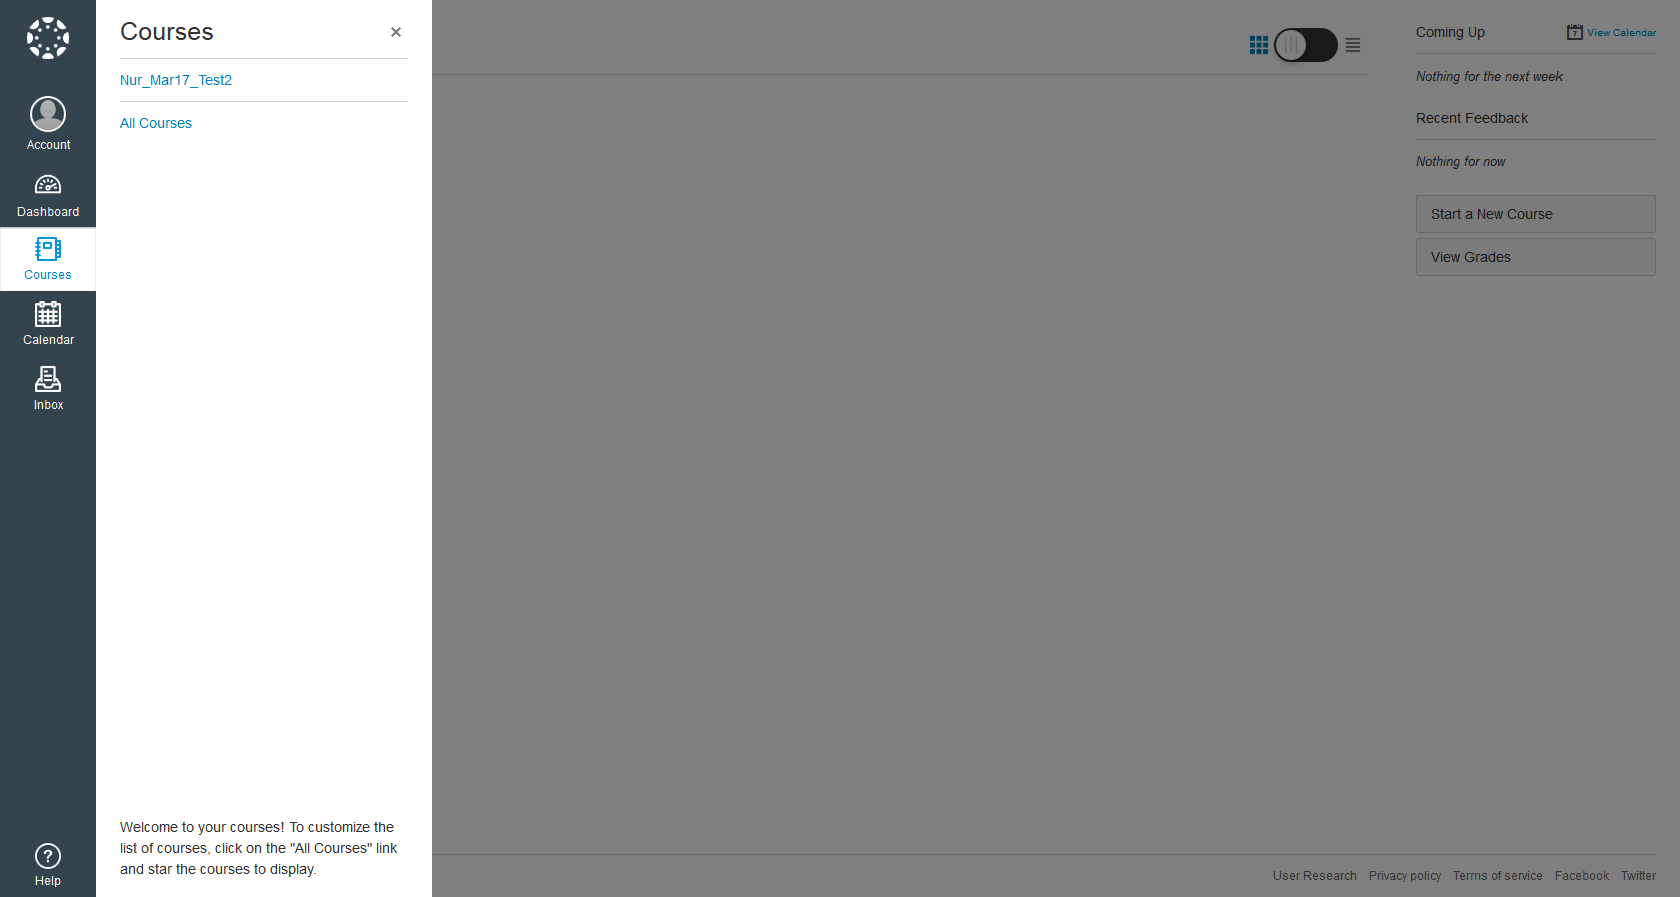 Courses
Nur_Mar17_Test2
All Courses
Account
Dashboard
Courses
Calendar
Inbox
Help
Welcome to your courses! To customize the
list of courses, click on the "All Courses" link
and star the courses to display.
Coming Up
7
View Calendar
Nothing for the next week
Recent Feedback
Nothing for now
Start a New Course
View Grades
User Research Privacy policy Terms of service Facebook Twitter